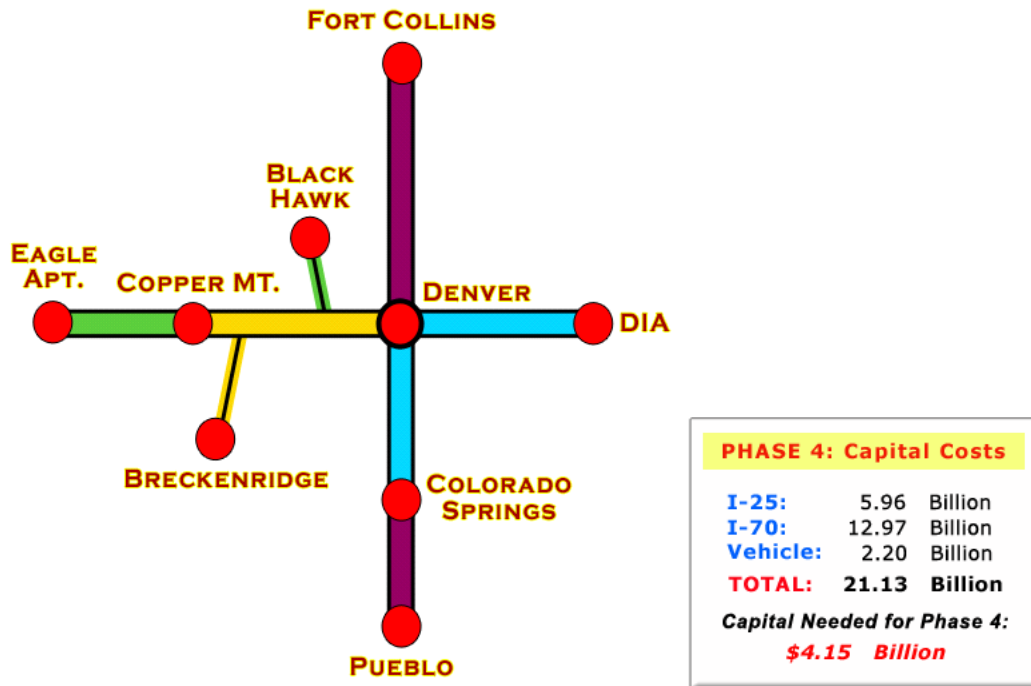 FORT COLLINS
BLACK
HAWK
EAGLE
APT.
COPPER MT.
DENVER
DIA
BRECKENRIDGE
COLORADO
SPRINGS
PUEBLO
PHASE 4: Capital Costs
I-25: 5.96 Billion
I-70: 12.97 Billion
Vehicle: 2.20 Billion
TOTAL: 21.13 Billion
Capital Needed for Phase 4:
$4.15 Billion